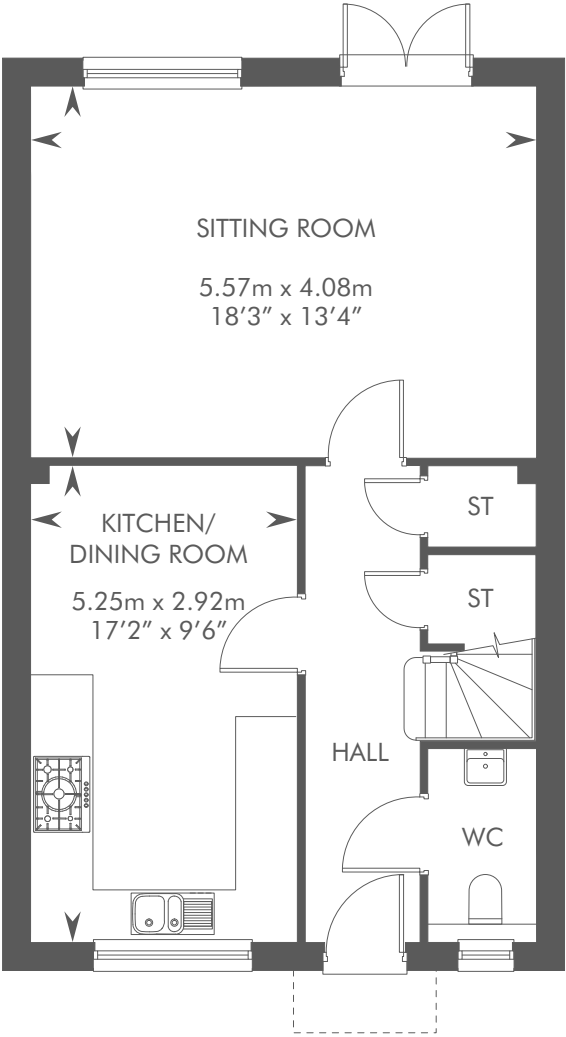 SITTING ROOM
5.57m x 4.08m
18’3” x 13’4”
KITCHEN/
DINING ROOM
5.25m x 2.92m
17’2” x 9’6”
ST
ST
HALL
WC